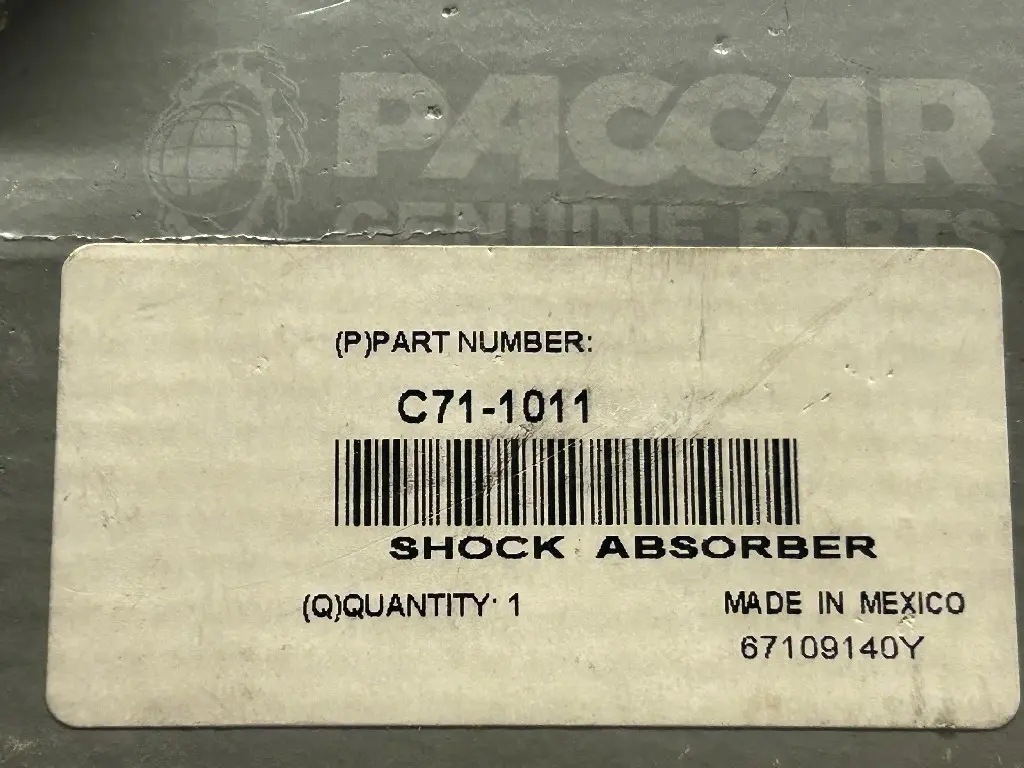 PACCAR
GENUINE PARTS
(P)PART NUMBER:
C71-1011
SHOCK ABSORBER
(Q)QUANTITY: 1
MADE IN MEXICO
67109140Y